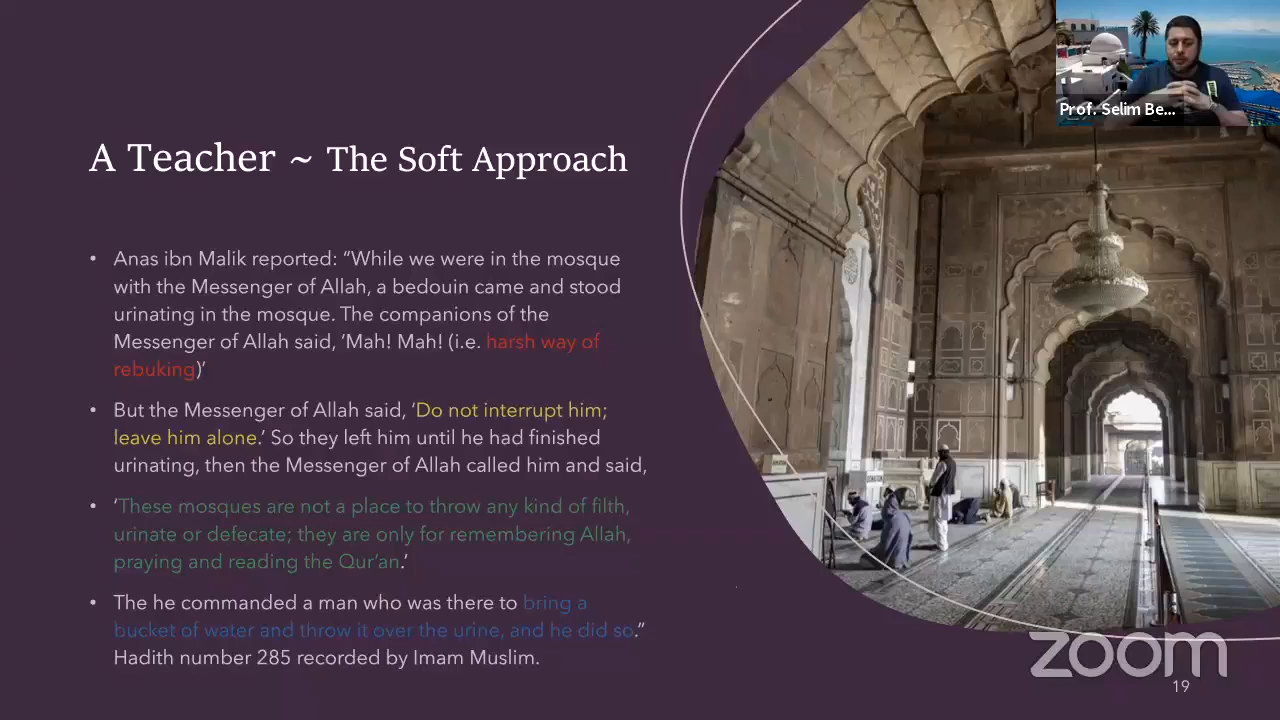 Prof. Selim Be...
A Teacher ~ The Soft Approach
• Anas ibn Malik reported: “While we were in the mosque
with the Messenger of Allah, a bedouin came and stood
urinating in the mosque. The companions of the
Messenger of Allah said, ‘Mah! Mah! (i.e. harsh way of
rebuking)’
• But the Messenger of Allah said, ‘Do not interrupt him;
leave him alone.’ So they left him until he had finished
urinating, then the Messenger of Allah called him and said,
• ‘These mosques are not a place to throw any kind of filth,
urinate or defecate; they are only for remembering Allah,
praying and reading the Qur’an.’
• The he commanded a man who was there to bring a
bucket of water and throw it over the urine, and he did so.”
Hadith number 285 recorded by Imam Muslim.
zoom
19